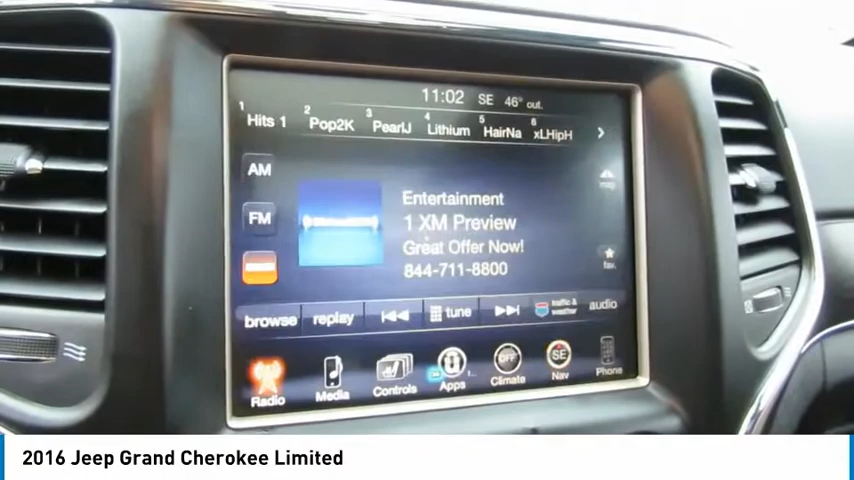 11:02 SE 46° out.
1 Hits 1 2 Pop2K 3 PearlJ 4 Lithium 5 HairNa 6 xLHipH
map
AM
FM
Entertainment
1 XM Preview
Great Offer Now!
844-711-8800
fav.
browse replay tune traffic & weather audio
OFF SE
Radio Media Controls Apps Climate Nav Phone
2016 Jeep Grand Cherokee Limited